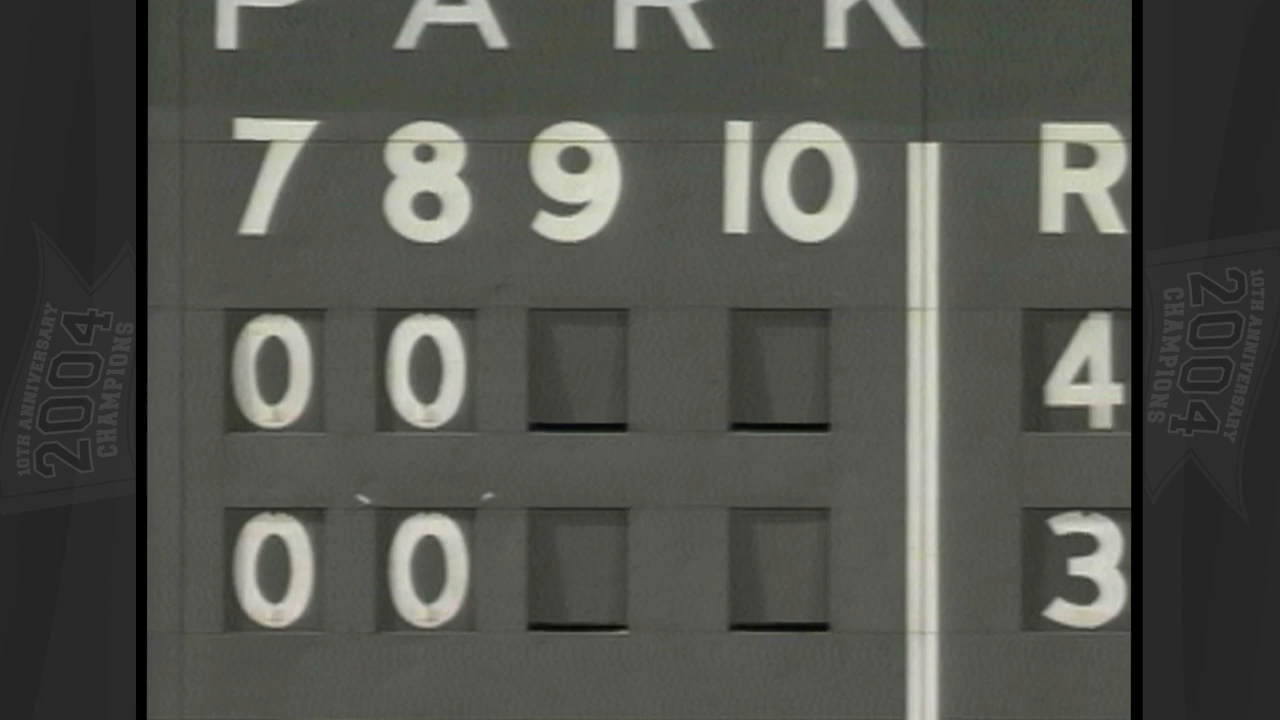 PARK
7 8 9 10 R
0 0 4
0 0 3
10TH ANNIVERSARY
2004
CHAMPIONS
10TH ANNIVERSARY
2004
CHAMPIONS